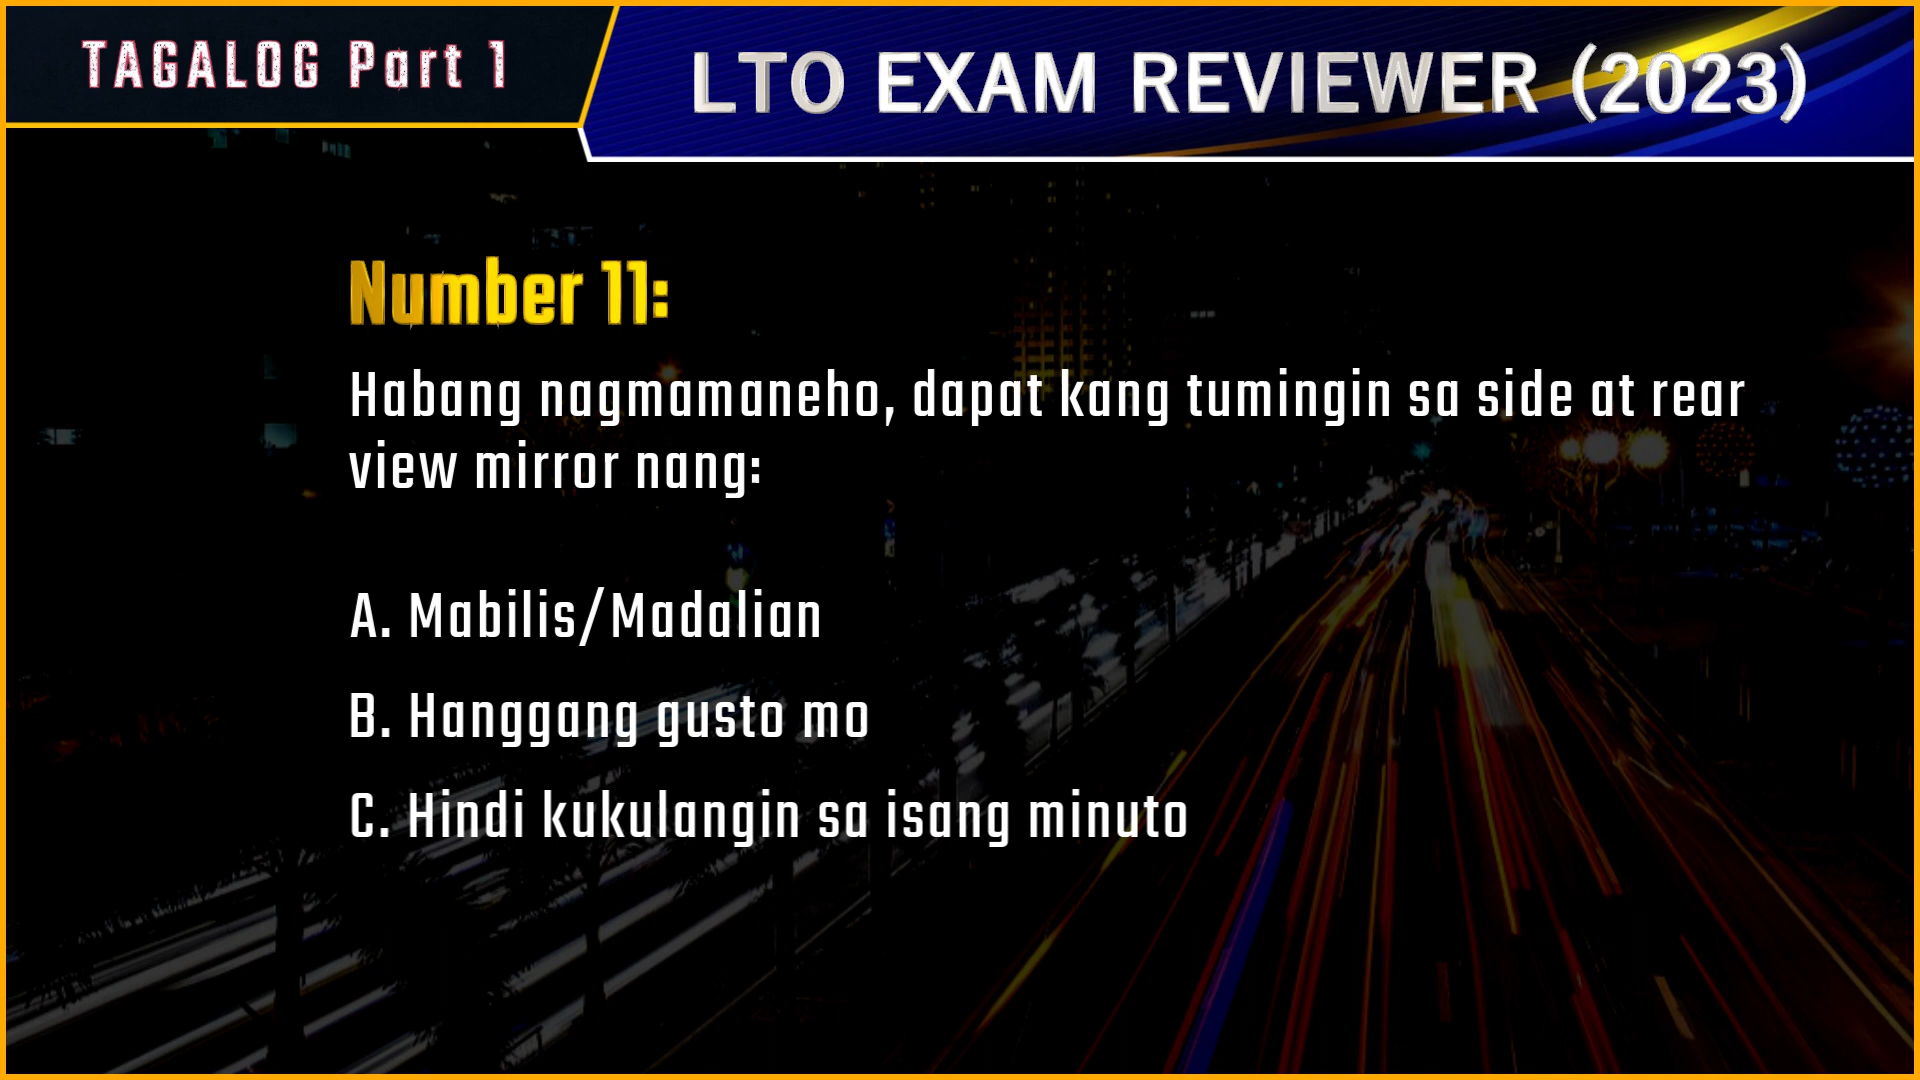 TAGALOG Part 1
LTO EXAM REVIEWER (2023)
Number 11:
Habang nagmamaneho, dapat kang tumingin sa side at rear
view mirror nang:
A. Mabilis/Madalian
B. Hanggang gusto mo
C. Hindi kukulangin sa isang minuto